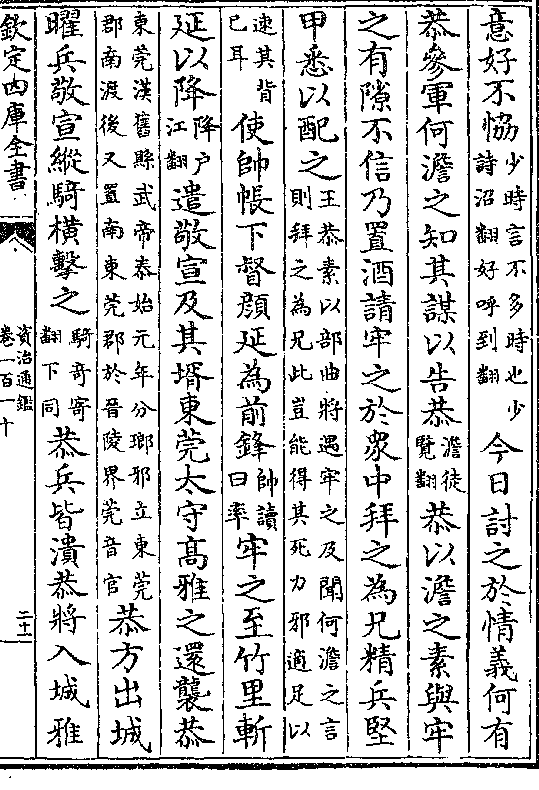 意好不恊少時言不多時也少詩沼翻好呼到翻今日討之於情義何有
恭參軍何澹之知其謀以告恭澹徒覽翻恭以澹之素與牢
之有隙不信乃置酒請牢之於衆中拜之為兄精兵堅
甲悉以配之王恭素以部曲將遇牢之及聞何澹之言則拜之為兄此豈能得其死力邪適足以
速其背已耳使帥帳下督顔延為前鋒帥讀曰率牢之至竹里斬
延以降降户江翻遣敬宣及其壻東莞太守髙雅之還襲恭
東莞漢舊縣武帝泰始元年分瑯邪立東莞郡南渡後又置南東莞郡於晉陵界莞音官恭方出城
曜兵敬宣縱騎橫擊之騎竒寄翻下同恭兵皆潰恭將入城雅
欽定四庫全書
資治通鑑
卷一百一十
二十一